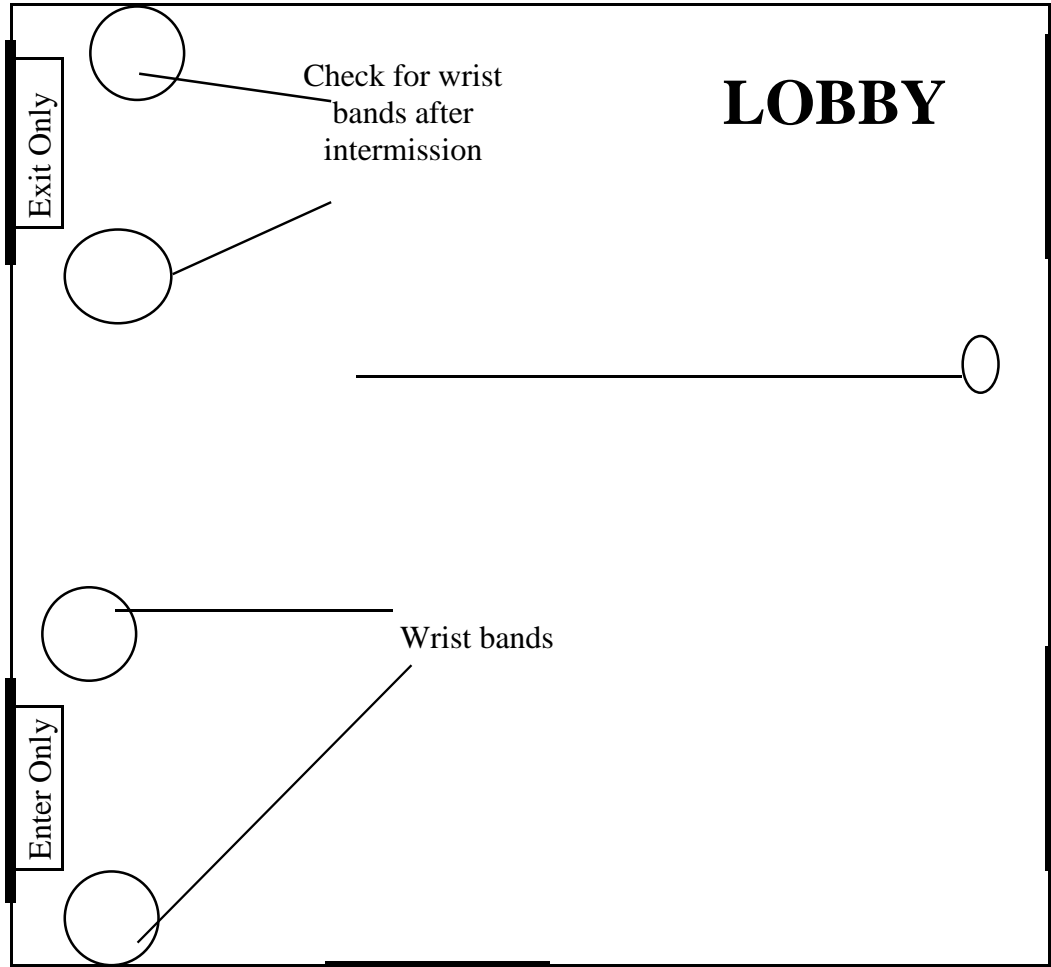 Check for wrist
bands after
intermission
LOBBY
Exit Only
Wrist bands
Enter Only